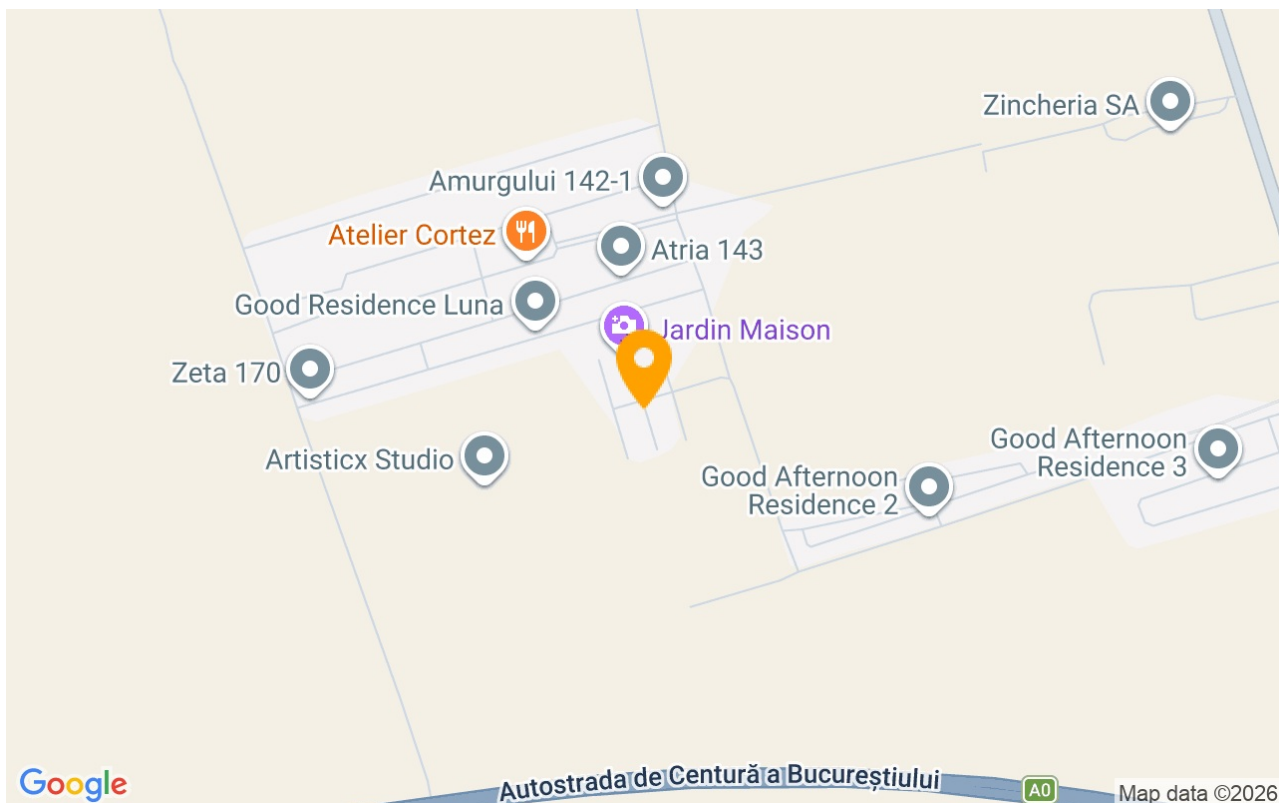 Zincheria SA
Amurgului 142-1
Atelier Cortez
Atria 143
Good Residence Luna
Jardin Maison
Zeta 170
Artisticx Studio
Good Afternoon
Residence 3
Good Afternoon
Residence 2
Autostrada de Centură a Bucureștiului
A0
Google
Map data ©2026